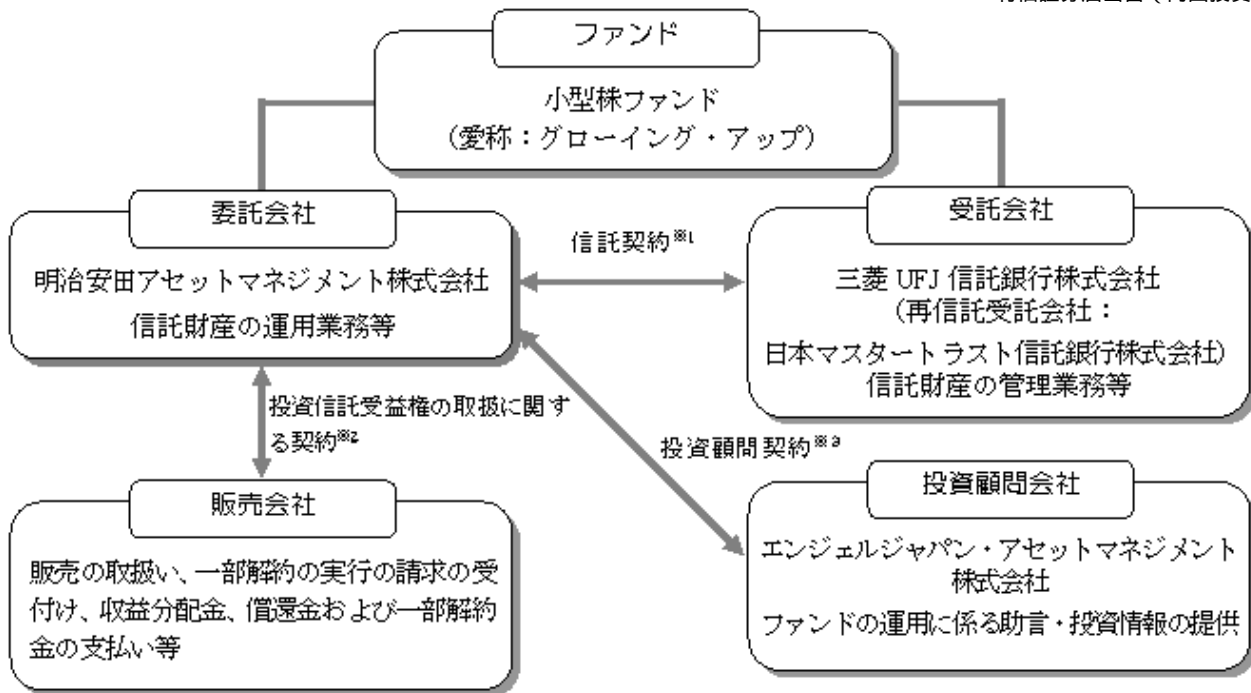 ファンド
小型株ファンド
（愛称：グローイング・アップ）
委託会社
明治安田アセットマネジメント株式会社
信託財産の運用業務等
信託契約※1
受託会社
三菱 UFJ 信託銀行株式会社
（再信託受託会社：
日本マスタートラスト信託銀行株式会社）
信託財産の管理業務等
投資信託受益権の取扱に関す
る契約※2
投資顧問契約※3
販売会社
販売の取扱い、一部解約の実行の請求の受
付け、収益分配金、償還金および一部解約
金の支払い等
投資顧問会社
エンジェルジャパン・アセットマネジメント
株式会社
ファンドの運用に係る助言・投資情報の提供